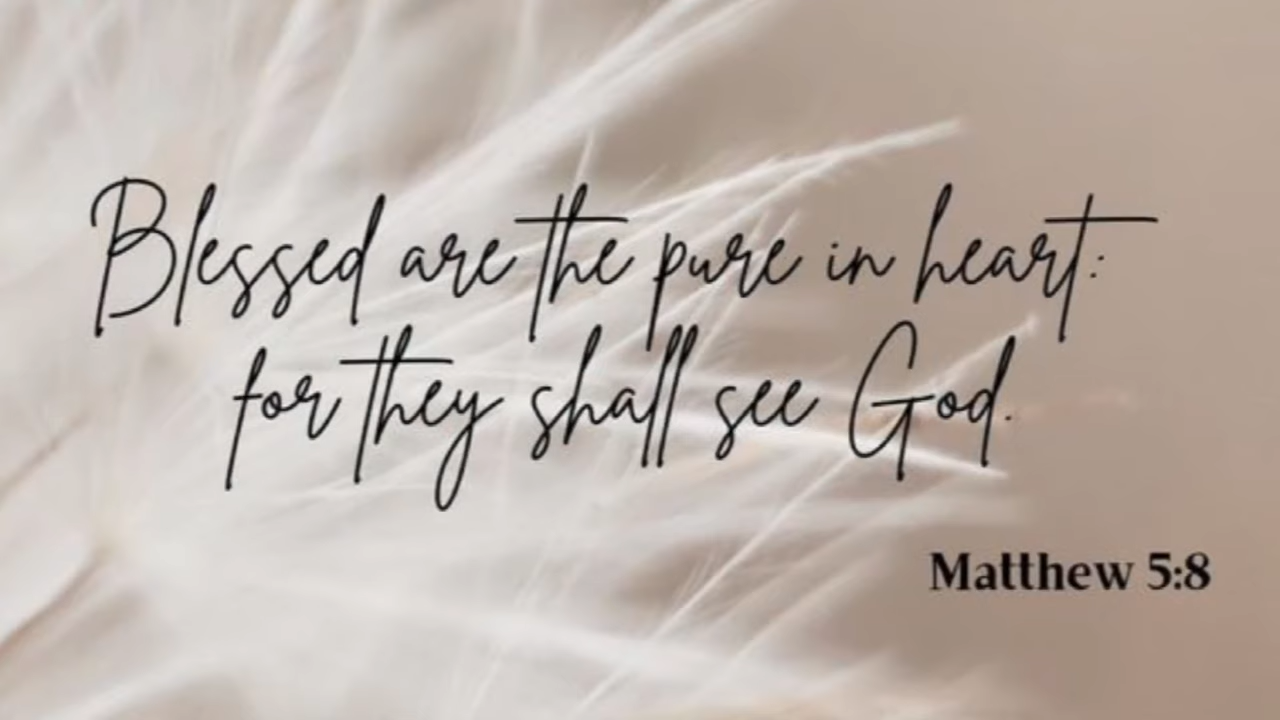 Blessed are the pure in heart:
for they shall see God.
Matthew 5:8